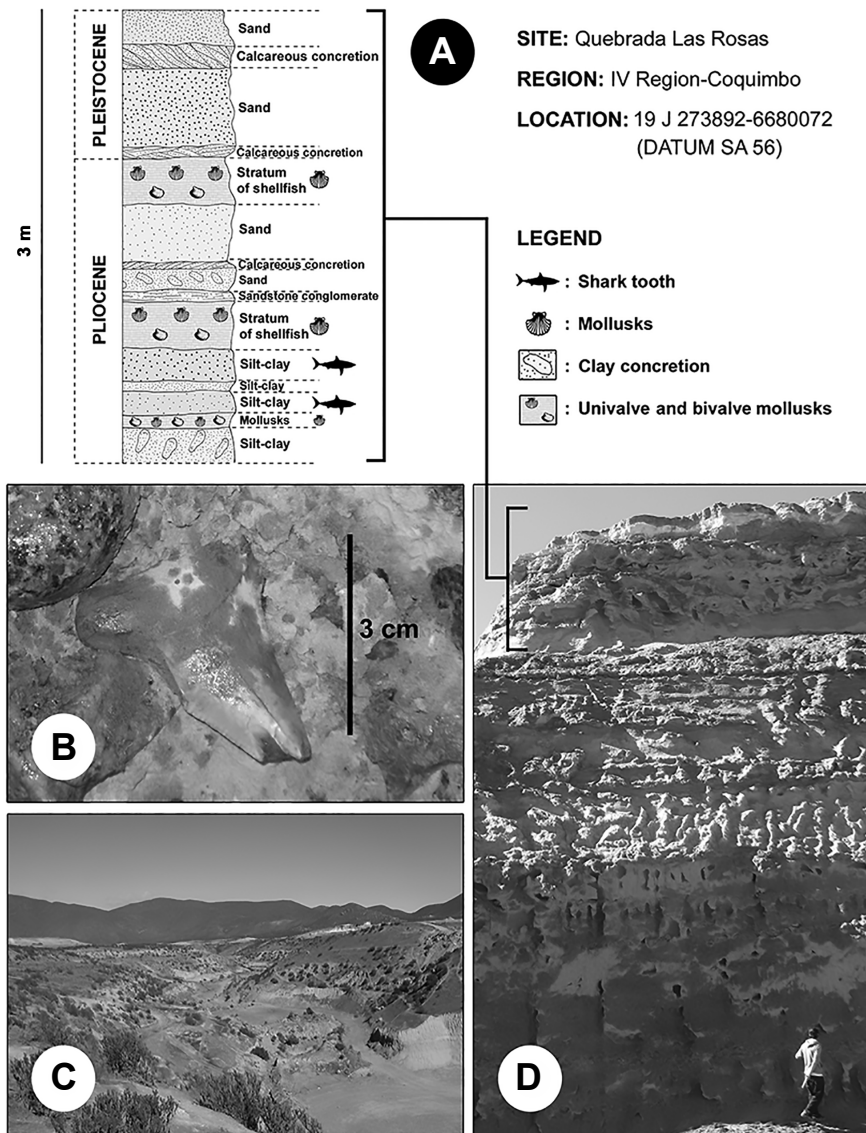 A
SITE: Quebrada Las Rosas
REGION: IV Region-Coquimbo
LOCATION: 19 J 273892-6680072
(DATUM SA 56)
3 m
PLEISTOCENE
PLIOCENE
Sand
Calcareous concretion
Sand
Calcareous concretion
Stratum
of shellfish
Sand
Calcareous concretion
Sand
Sandstone conglomerate
Stratum
of shellfish
Silt-clay
Silt-clay
Silt-clay
Mollusks
Silt-clay
LEGEND
: Shark tooth
: Mollusks
: Clay concretion
: Univalve and bivalve mollusks
3 cm
B
C
D